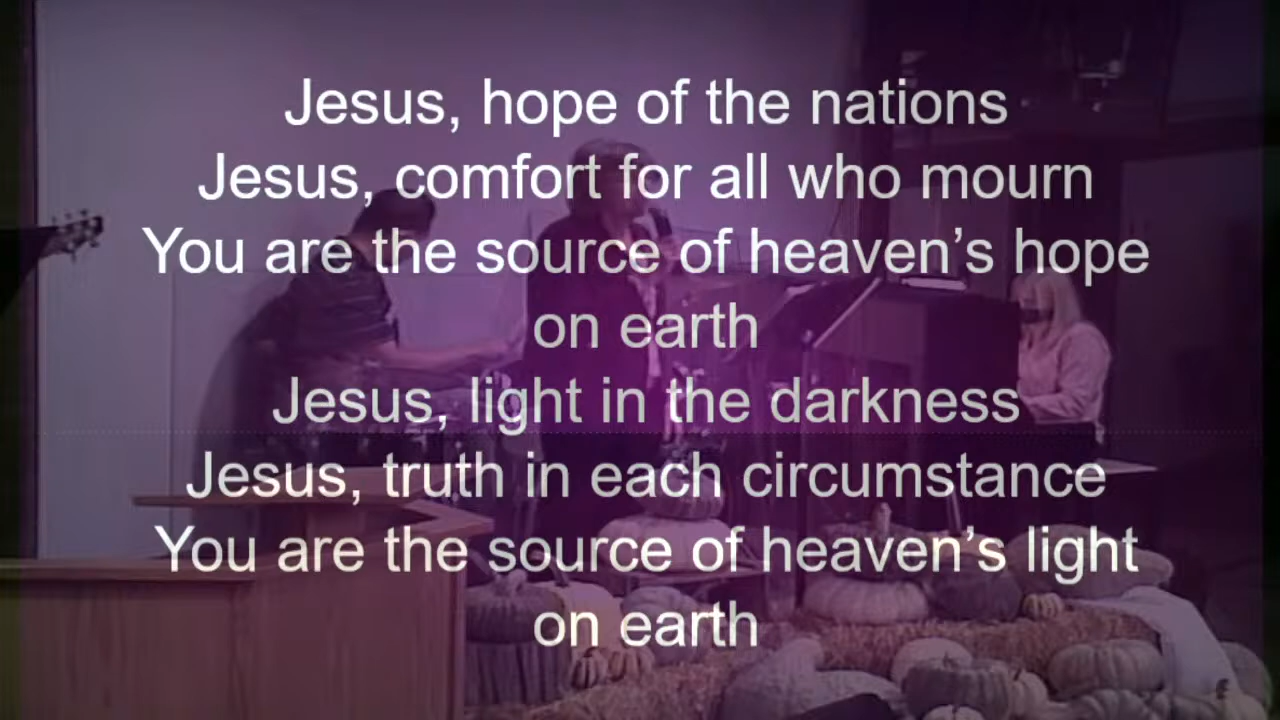 Jesus, hope of the nations
Jesus, comfort for all who mourn
You are the source of heaven’s hope
on earth
Jesus, light in the darkness
Jesus, truth in each circumstance
You are the source of heaven’s light
on earth